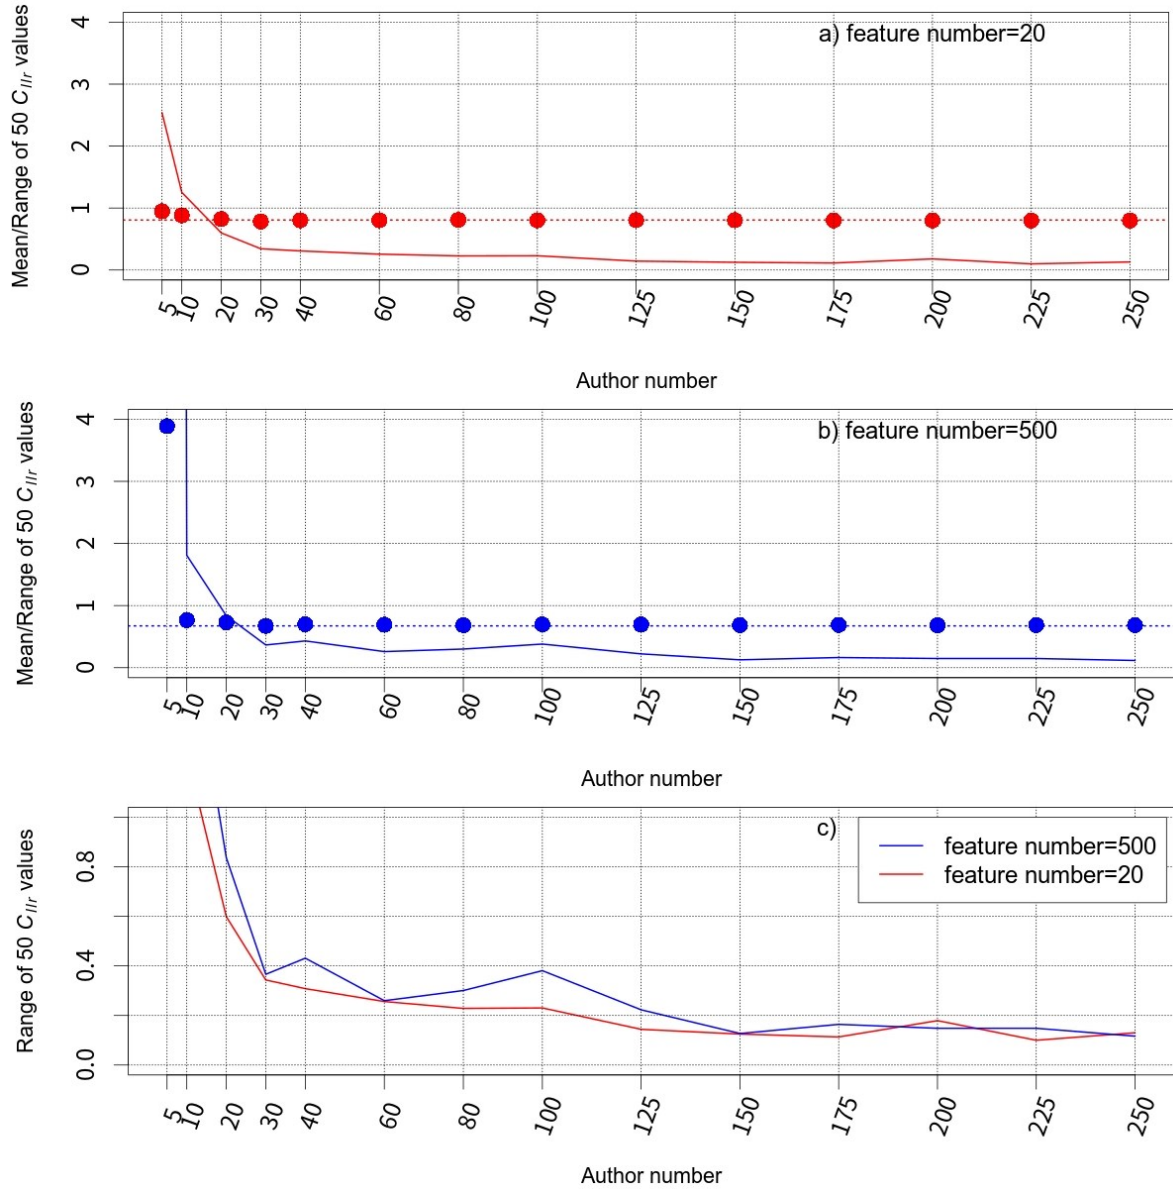 Mean/Range of 50 Cllr values
4
3
2
1
0
a) feature number=20
5 10 20 30 40 60 80 100 125 150 175 200 225 250
Author number
Mean/Range of 50 Cllr values
4
3
2
1
0
b) feature number=500
5 10 20 30 40 60 80 100 125 150 175 200 225 250
Author number
Range of 50 Cllr values
0.8
0.4
0.0
c)
feature number=500
feature number=20
5 10 20 30 40 60 80 100 125 150 175 200 225 250
Author number